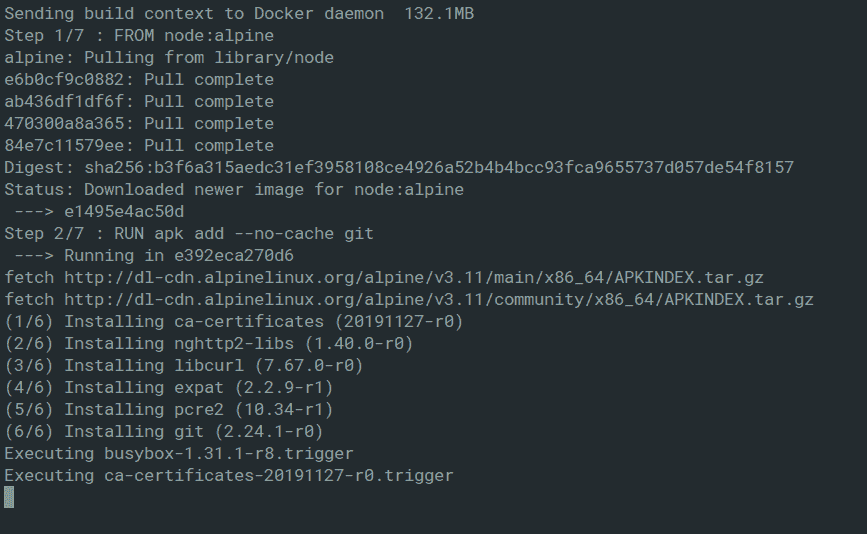 Sending build context to Docker daemon  132.1MB
Step 1/7 : FROM node:alpine
alpine: Pulling from library/node
e6b0cf9c0882: Pull complete
ab436df1df6f: Pull complete
470300a8a365: Pull complete
84e7c11579ee: Pull complete
Digest: sha256:b3f6a315aedc31ef3958108ce4926a52b4b4bcc93fca9655737d057de54f8157
Status: Downloaded newer image for node:alpine
 ---> e1495e4ac50d
Step 2/7 : RUN apk add --no-cache git
 ---> Running in e392eca270d6
fetch http://dl-cdn.alpinelinux.org/alpine/v3.11/main/x86_64/APKINDEX.tar.gz
fetch http://dl-cdn.alpinelinux.org/alpine/v3.11/community/x86_64/APKINDEX.tar.gz
(1/6) Installing ca-certificates (20191127-r0)
(2/6) Installing nghttp2-libs (1.40.0-r0)
(3/6) Installing libcurl (7.67.0-r0)
(4/6) Installing expat (2.2.9-r1)
(5/6) Installing pcre2 (10.34-r1)
(6/6) Installing git (2.24.1-r0)
Executing busybox-1.31.1-r8.trigger
Executing ca-certificates-20191127-r0.trigger